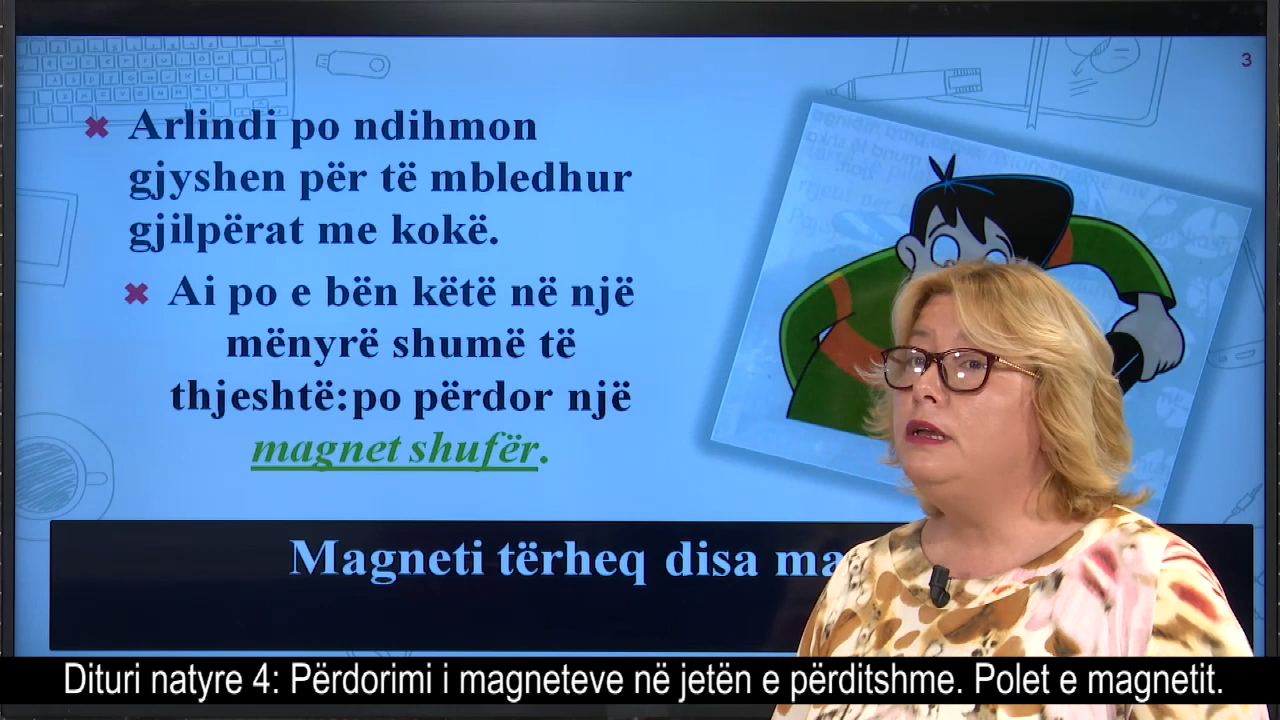 3
Arlindi po ndihmon
gjyshen për të mbledhur
gjilpërat me kokë.
Ai po e bën këtë në një
mënyrë shumë të
thjeshtë:po përdor një
magnet shufër.
Magneti tërheq disa
Dituri natyre 4: Përdorimi i magneteve në jetën e përditshme. Polet e magnetit.